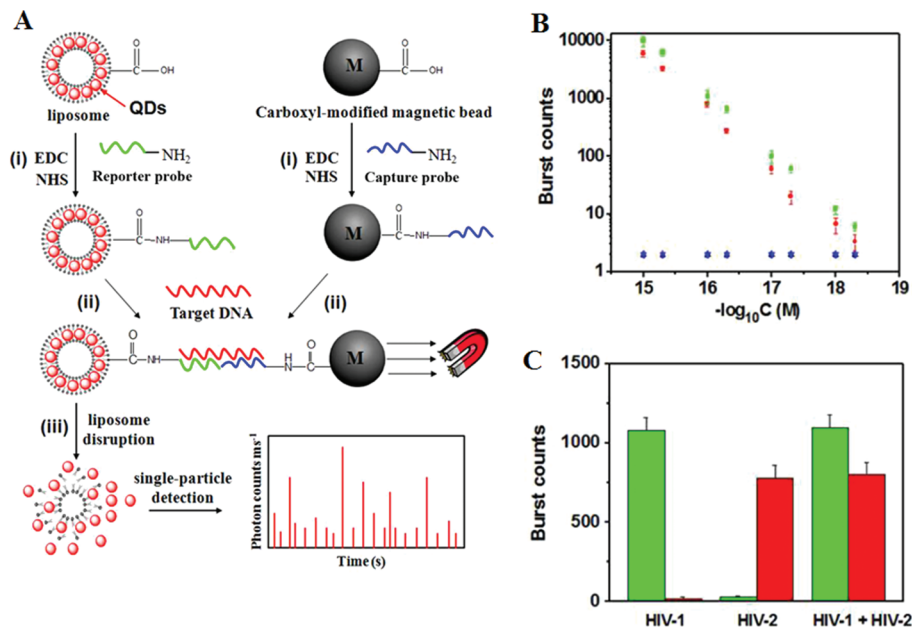 A
O
OH
QDs
liposome
M
O
OH
Carboxyl-modified magnetic bead
(i) EDC
NHS
NH2
Reporter probe
(i) EDC
NHS
NH2
Capture probe
O
NH
M
O
NH
(ii)
Target DNA
(ii)
O
NH
H
N
O
M
(iii)
liposome
disruption
single-particle
detection
Photon counts ms-1
Time (s)
B
Burst counts
10000
1000
100
10
1
15 16 17 18 19
-log10C (M)
C
Burst counts
1500
1000
500
0
HIV-1 HIV-2 HIV-1 + HIV-2